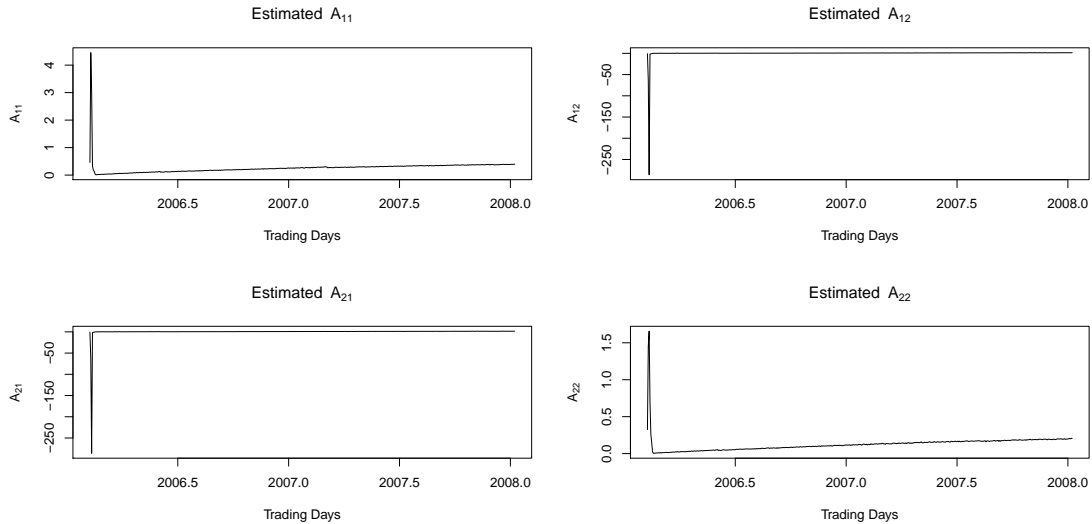 Estimated A11
A11
0 1 2 3 4
2006.5 2007.0 2007.5 2008.0
Trading Days
Estimated A12
A12
−250 −150 −50
2006.5 2007.0 2007.5 2008.0
Trading Days
Estimated A21
A21
−250 −150 −50
2006.5 2007.0 2007.5 2008.0
Trading Days
Estimated A22
A22
0.0 0.5 1.0 1.5
2006.5 2007.0 2007.5 2008.0
Trading Days